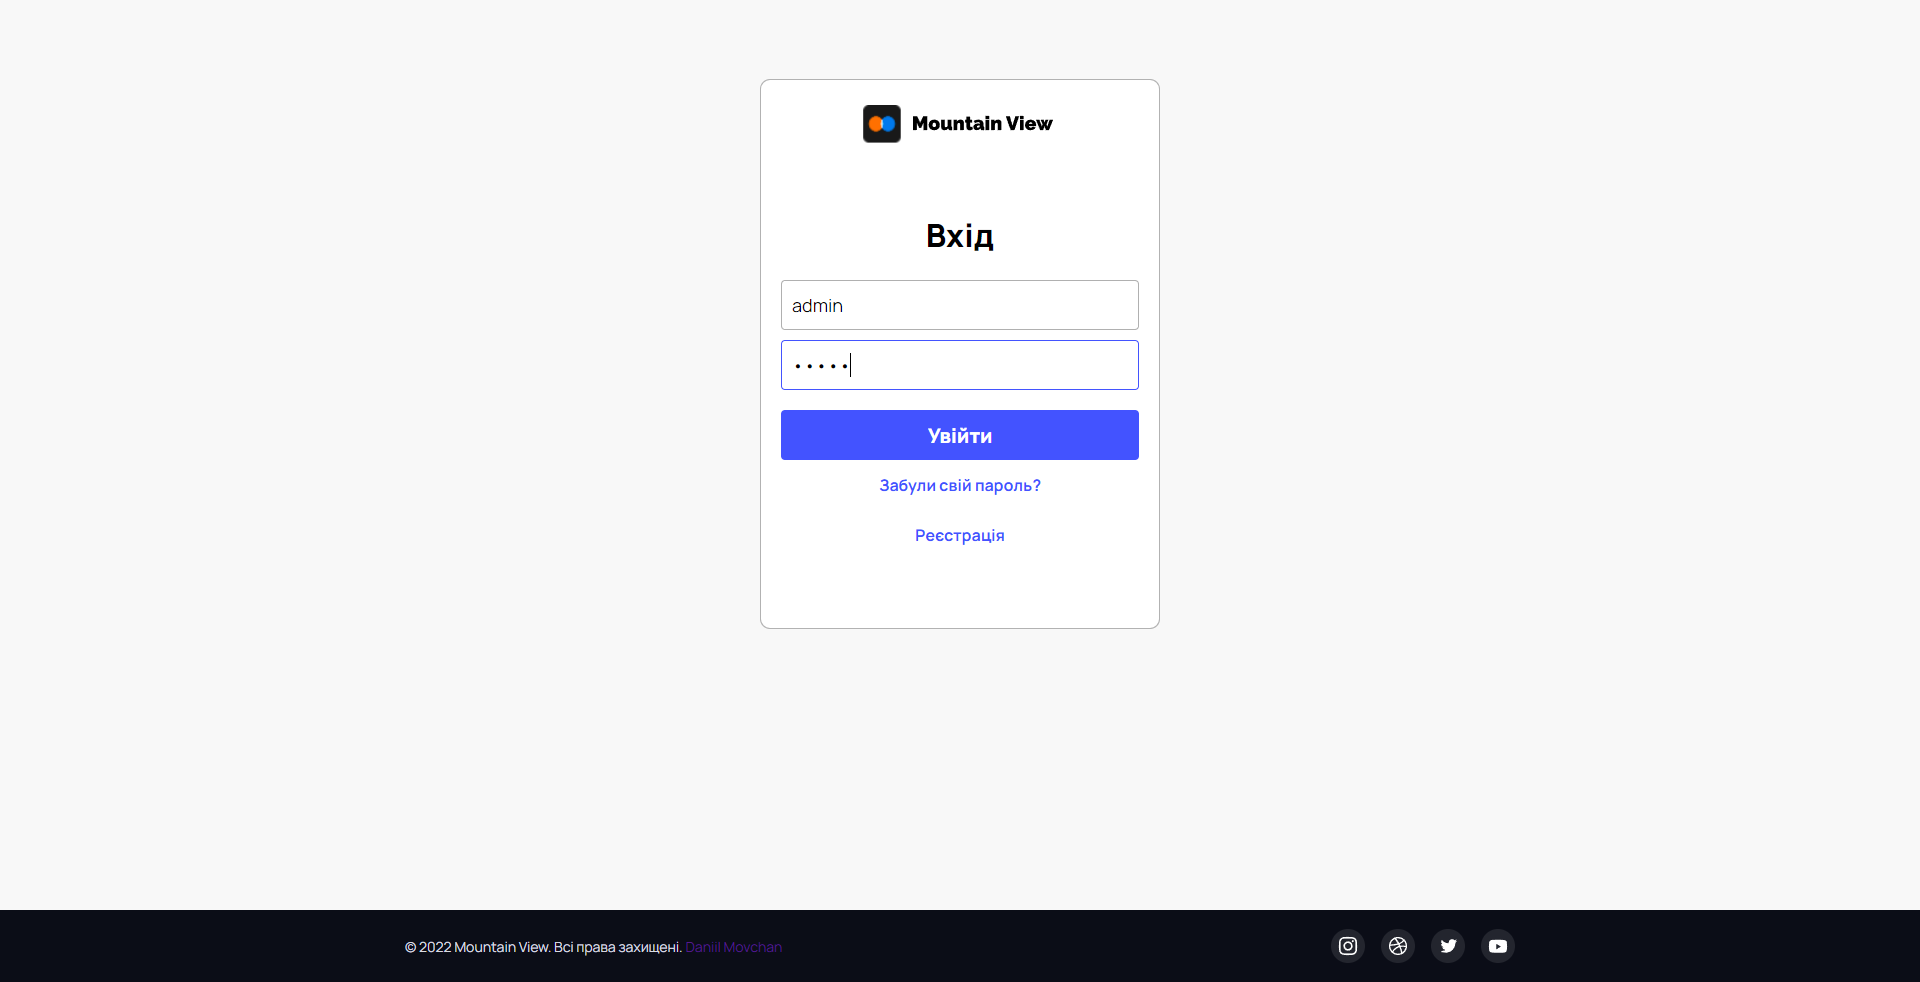 Mountain View
Вхід
admin
•••••
Увійти
Забули свій пароль?
Реєстрація
© 2022 Mountain View. Всі права захищені. Daniil Movchan